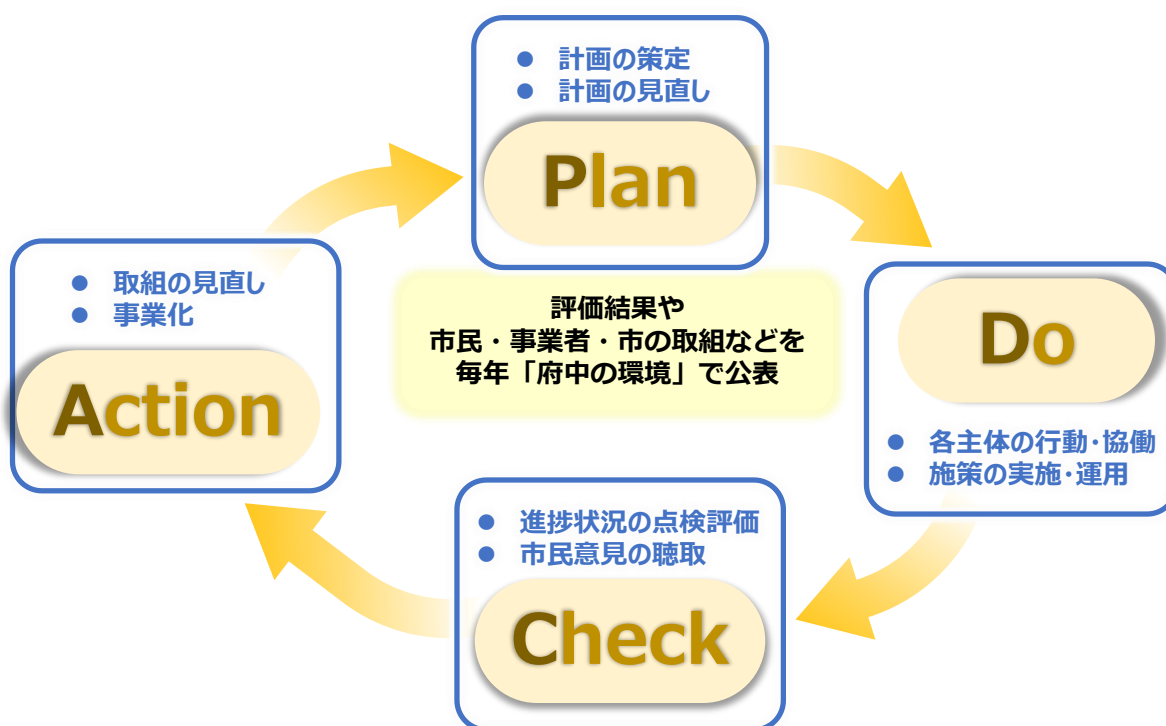 ● 計画の策定
● 計画の見直し
Plan
● 取組の見直し
● 事業化
Action
評価結果や
市民・事業者・市の取組などを
毎年「府中の環境」で公表
Do
● 各主体の行動・協働
● 施策の実施・運用
● 進捗状況の点検評価
● 市民意見の聴取
Check